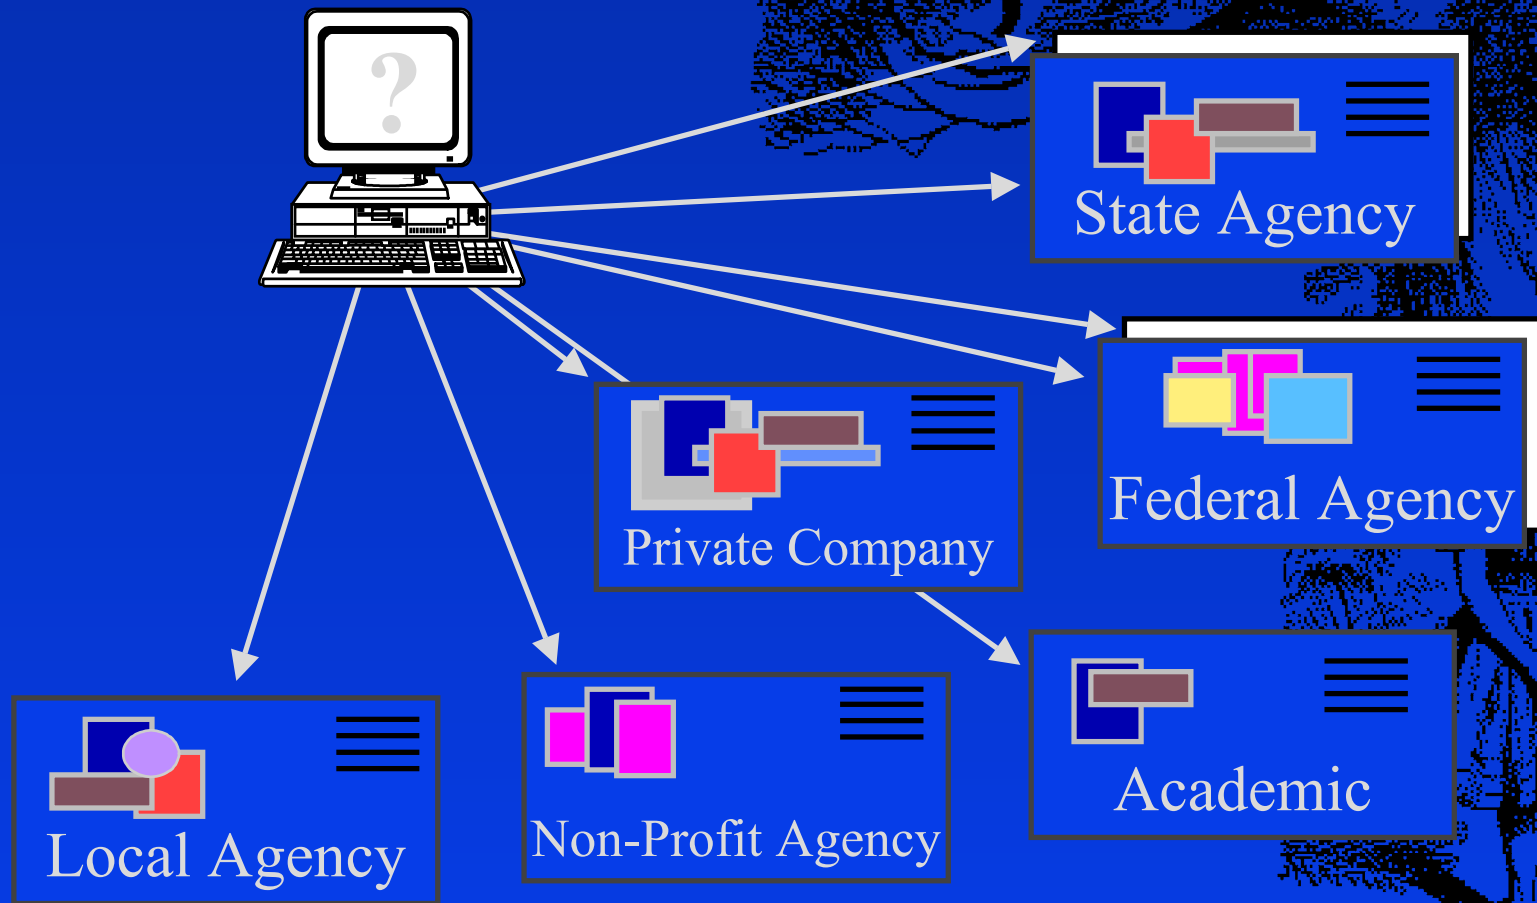 ?
State Agency
Federal Agency
Private Company
Academic
Non-Profit Agency
Local Agency